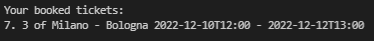 Your booked tickets:
7. 3 of Milano - Bologna 2022-12-10T12:00 - 2022-12-12T13:00